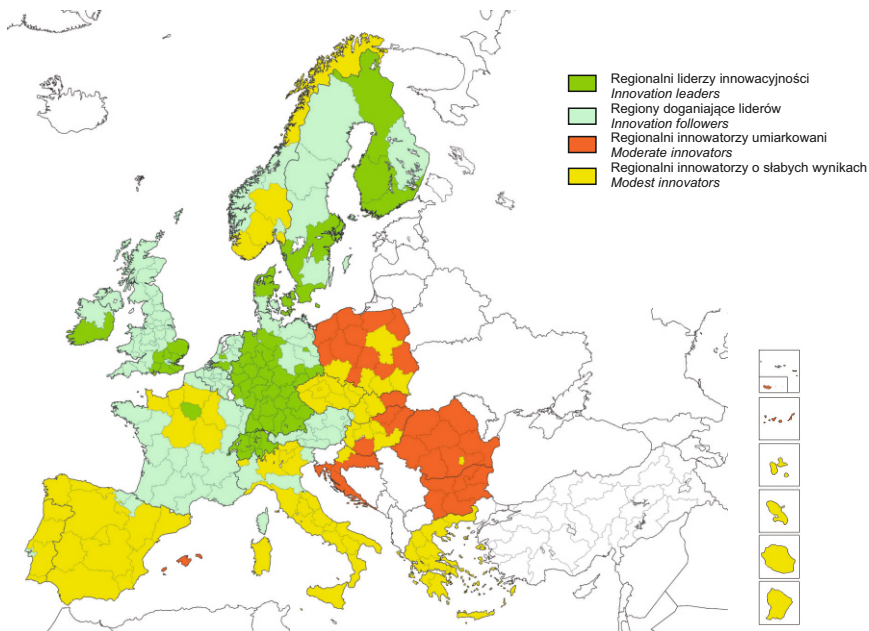 Regionalni liderzy innowacyjności
Innovation leaders
Regiony doganiające liderów
Innovation followers
Regionalni innowatorzy umiarkowani
Moderate innovators
Regionalni innowatorzy o słabych wynikach
Modest innovators